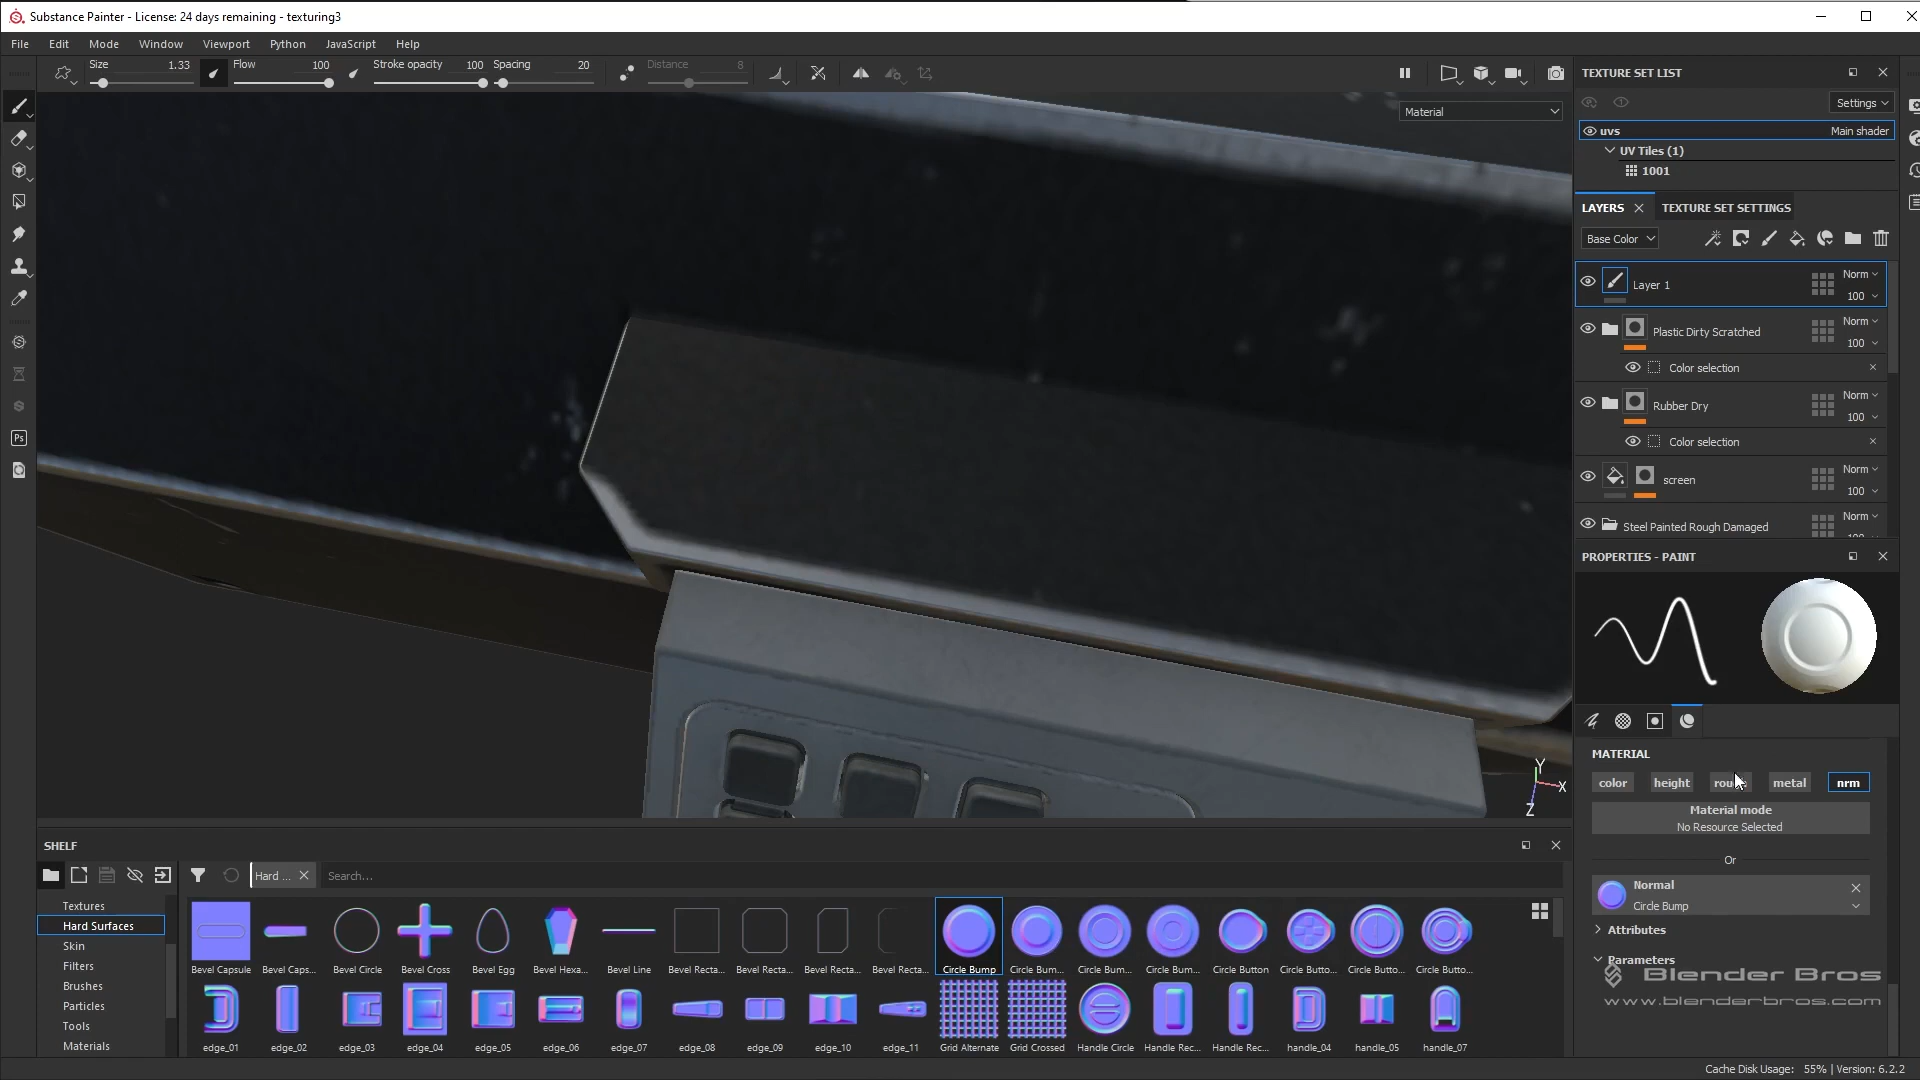 Substance Painter - License: 24 days remaining - texturing3
File Edit Mode Window Viewport Python JavaScript Help
Size 1.33 Flow 100 Stroke opacity 100 Spacing 20 Distance 8
Material
TEXTURE SET LIST
Settings
uvs Main shader
UV Tiles (1)
1001
LAYERS TEXTURE SET SETTINGS
Base Color
Layer 1 Norm 100
Plastic Dirty Scratched Norm 100
Color selection
Rubber Dry Norm 100
Color selection
screen Norm 100
Steel Painted Rough Damaged Norm
PROPERTIES - PAINT
MATERIAL
color height metal nrm
Material mode
No Resource Selected
Or
Normal
Circle Bump
Attributes
Parameters
Blender Bros
www.blenderbros.com
Y
X
Z
Ps
SHELF
Hard ... Search...
Textures
Hard Surfaces
Skin
Filters
Brushes
Particles
Tools
Materials
Bevel Capsule Bevel Caps... Bevel Circle Bevel Cross Bevel Egg Bevel Hexa... Bevel Line Bevel Recta... Bevel Recta... Bevel Recta... Bevel Recta... Circle Bump Circle Bum... Circle Bum... Circle Bum... Circle Button Circle Butto... Circle Butto... Circle Butto...
edge_01 edge_02 edge_03 edge_04 edge_05 edge_06 edge_07 edge_08 edge_09 edge_10 edge_11 Grid Alternate Grid Crossed Handle Circle Handle Rec... Handle Rec... handle_04 handle_05 handle_07
Cache Disk Usage: 55% | Version: 6.2.2